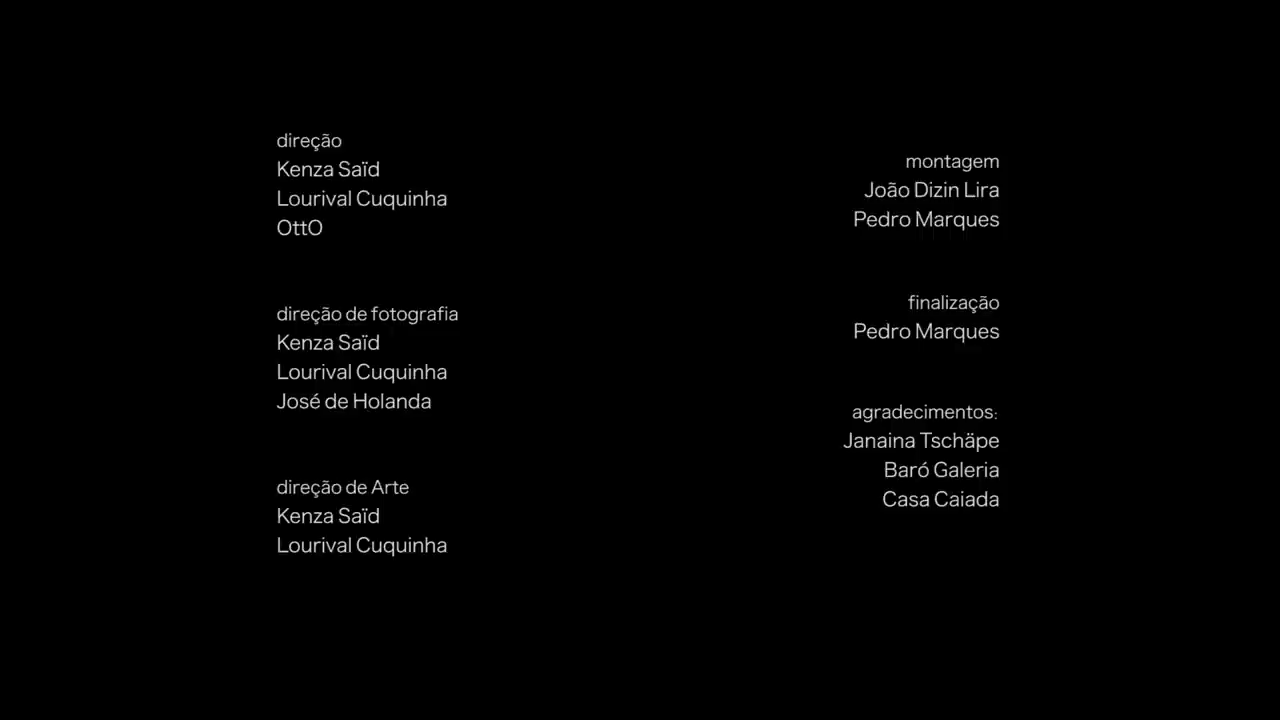 direção
Kenza Saïd
Lourival Cuquinha
OttO
direção de fotografia
Kenza Saïd
Lourival Cuquinha
José de Holanda
direção de Arte
Kenza Saïd
Lourival Cuquinha
montagem
João Dizin Lira
Pedro Marques
finalização
Pedro Marques
agradecimentos:
Janaina Tschäpe
Baró Galeria
Casa Caiada